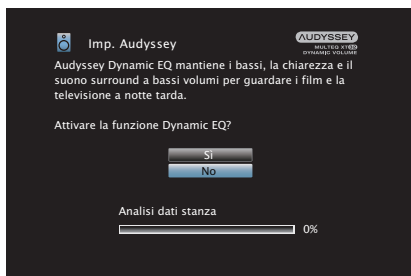 Imp. Audyssey
AUDYSSEY
MULTEQ XT32
DYNAMIC VOLUME
Audyssey Dynamic EQ mantiene i bassi, la chiarezza e il
suono surround a bassi volumi per guardare i film e la
televisione a notte tarda.
Attivare la funzione Dynamic EQ?
Sì
No
Analisi dati stanza
0%